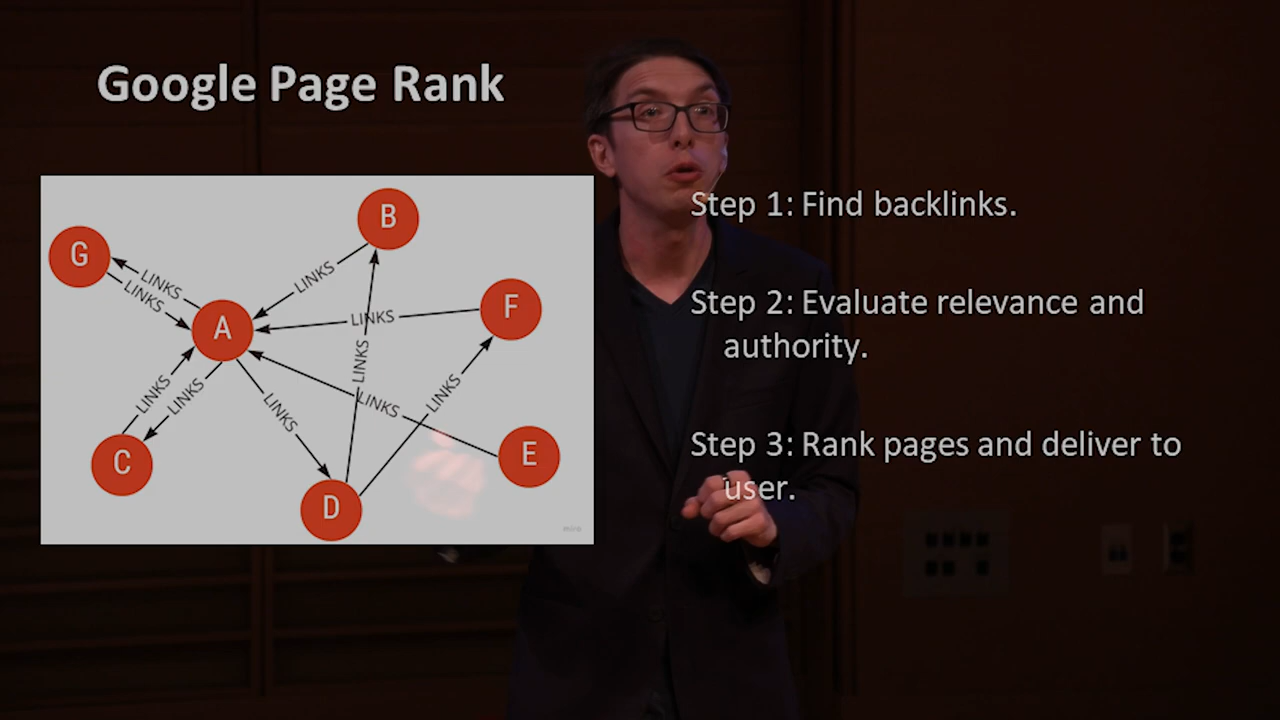 Google Page Rank
Step 1: Find backlinks.
Step 2: Evaluate relevance and
authority.
Step 3: Rank pages and deliver to
user.
B
G
LINKS
LINKS
LINKS
F
A
LINKS
LINKS
LINKS
LINKS
LINKS
LINKS
LINKS
C
E
D
miro